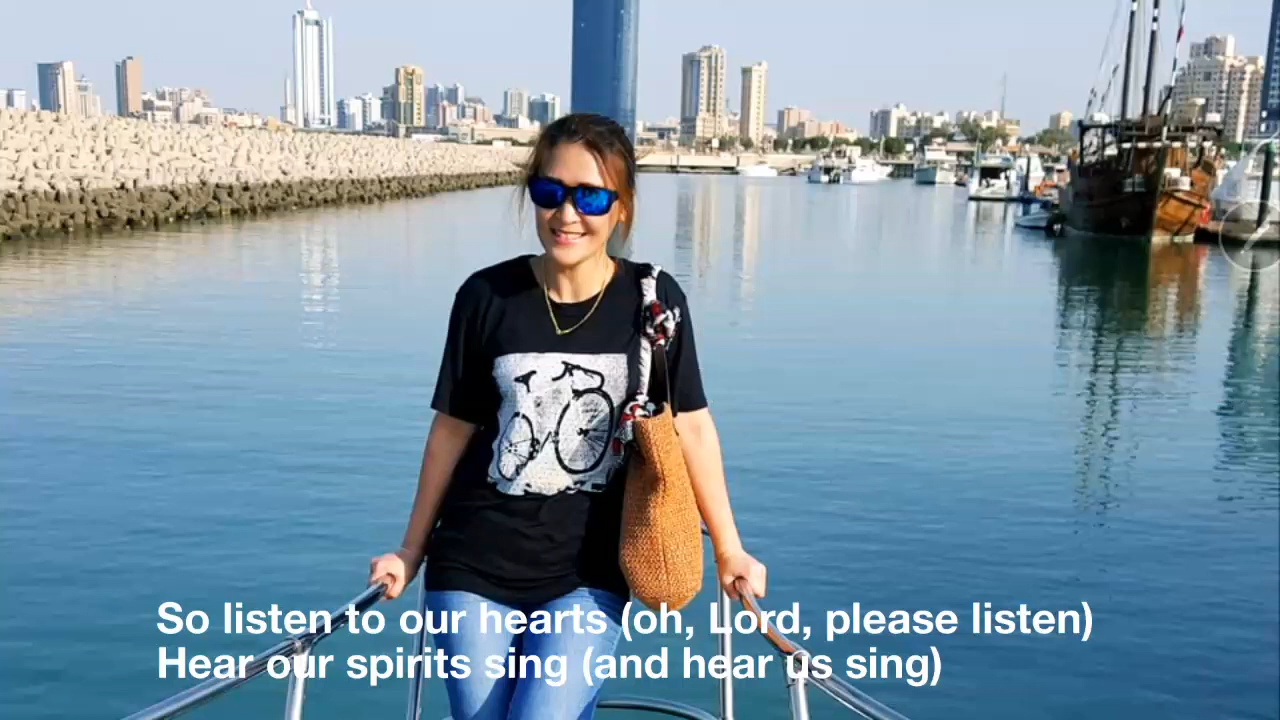 So listen to our hearts (oh, Lord, please listen)
Hear our spirits sing (and hear us sing)